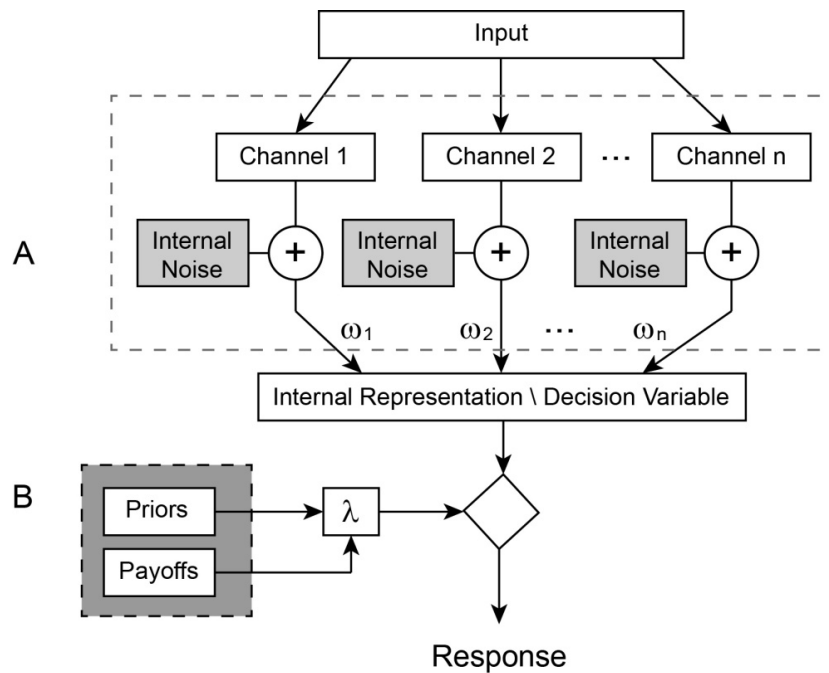 Input
Channel 1
Channel 2
...
Channel n
A
Internal
Noise
+
Internal
Noise
+
Internal
Noise
+
ω1
ω2
...
ωn
Internal Representation \ Decision Variable
B
Priors
λ
Payoffs
Response